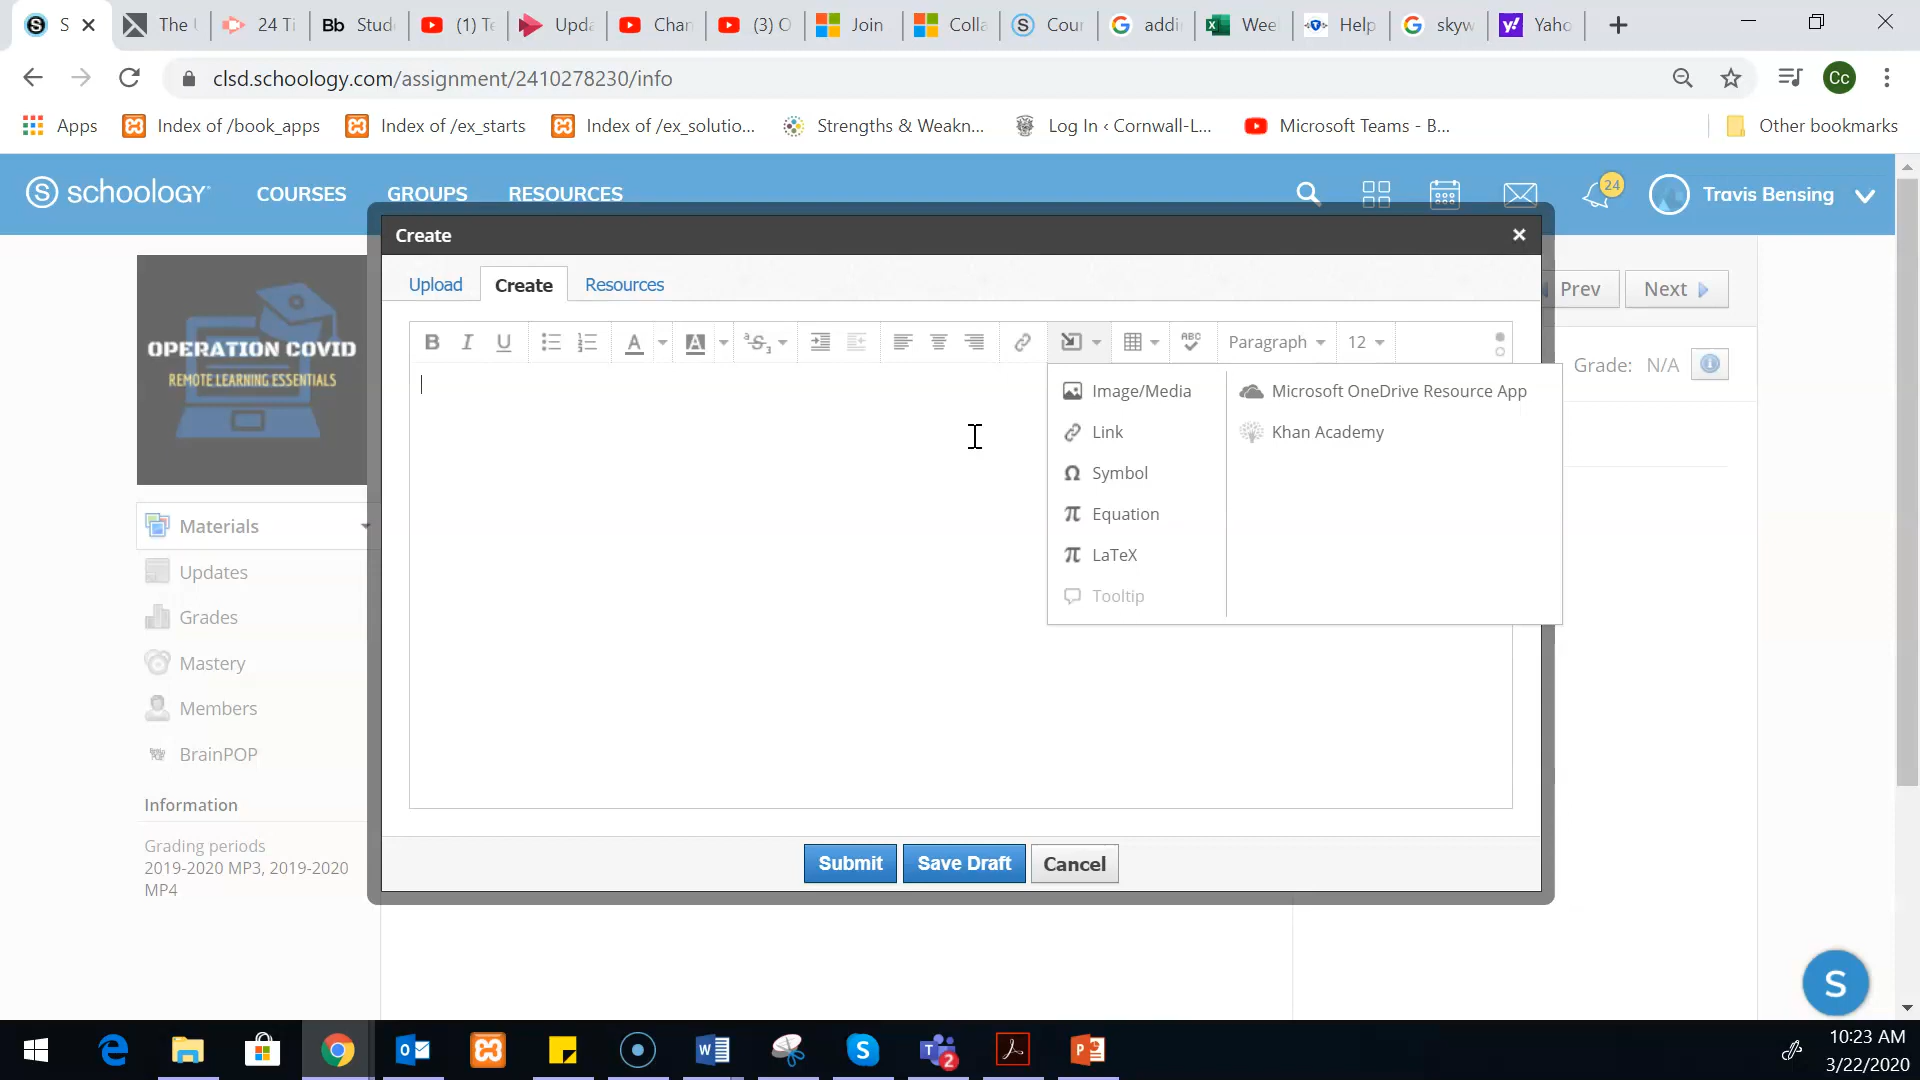 S
The
24 Ti
Bb Stud
(1) Te
Upda
Chan
(3) O
Join
Colla
Cour
addi
Wee
Help
skyw
Yaho
clsd.schoology.com/assignment/2410278230/info
Cc
Apps
Index of /book_apps
Index of /ex_starts
Index of /ex_solutio...
Strengths & Weakn...
Log In ‹ Cornwall-L...
Microsoft Teams - B...
Other bookmarks
S schoology
COURSES
GROUPS
RESOURCES
24
Travis Bensing
Create
Upload
Create
Resources
Prev
Next
OPERATION COVID
REMOTE LEARNING ESSENTIALS
B I U A A ABC Paragraph 12
Grade: N/A
Image/Media
Microsoft OneDrive Resource App
Link
Khan Academy
Symbol
Equation
LaTeX
Tooltip
Materials
Updates
Grades
Mastery
Members
BrainPOP
Information
Grading periods
2019-2020 MP3, 2019-2020
MP4
Submit
Save Draft
Cancel
S
2
10:23 AM
3/22/2020